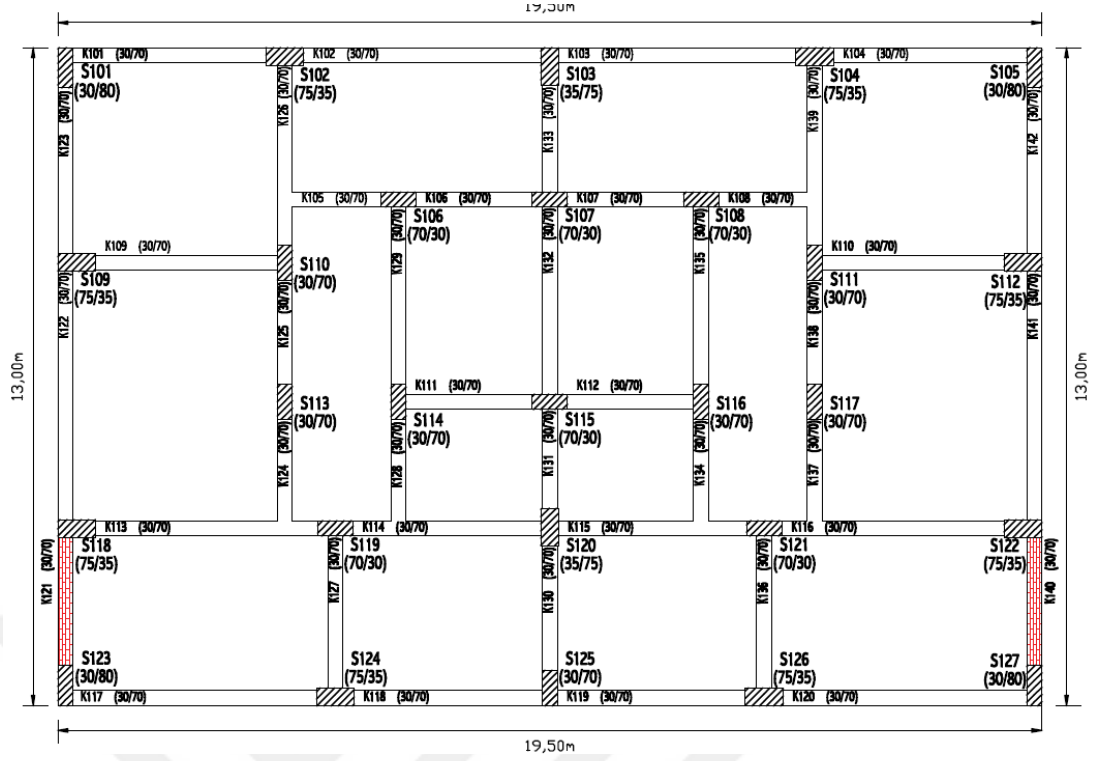 19,50m
K101 (30/70)
K102 (30/70)
K103 (30/70)
K104 (30/70)
S101
(30/80)
K126 (30/70)
S102
(75/35)
S103
(35/75)
K139 (30/70)
S104
(75/35)
S105
(30/80)
K123 (30/70)
K133 (30/70)
K142 (30/70)
K105 (30/70)
K106 (30/70)
K107 (30/70)
K108 (30/70)
S106
(70/30)
S107
(70/30)
S108
(70/30)
K129 (30/70)
K132 (30/70)
K135 (30/70)
K109 (30/70)
K110 (30/70)
S109
(75/35)
S110
(30/70)
S111
(30/70)
S112
(75/35)
K122 (30/70)
K125 (30/70)
K138 (30/70)
K141 (30/70)
13,00m
13,00m
K111 (30/70)
K112 (30/70)
S113
(30/70)
S114
(30/70)
S115
(70/30)
S116
(30/70)
S117
(30/70)
K124 (30/70)
K128 (30/70)
K131 (30/70)
K134 (30/70)
K137 (30/70)
K113 (30/70)
K114 (30/70)
K115 (30/70)
K116 (30/70)
S118
(75/35)
S119
(70/30)
S120
(35/75)
S121
(70/30)
S122
(75/35)
K121 (30/70)
K127 (30/70)
K130 (30/70)
K136 (30/70)
K140 (30/70)
S123
(30/80)
S124
(75/35)
S125
(30/70)
S126
(75/35)
S127
(30/80)
K117 (30/70)
K118 (30/70)
K119 (30/70)
K120 (30/70)
19,50m